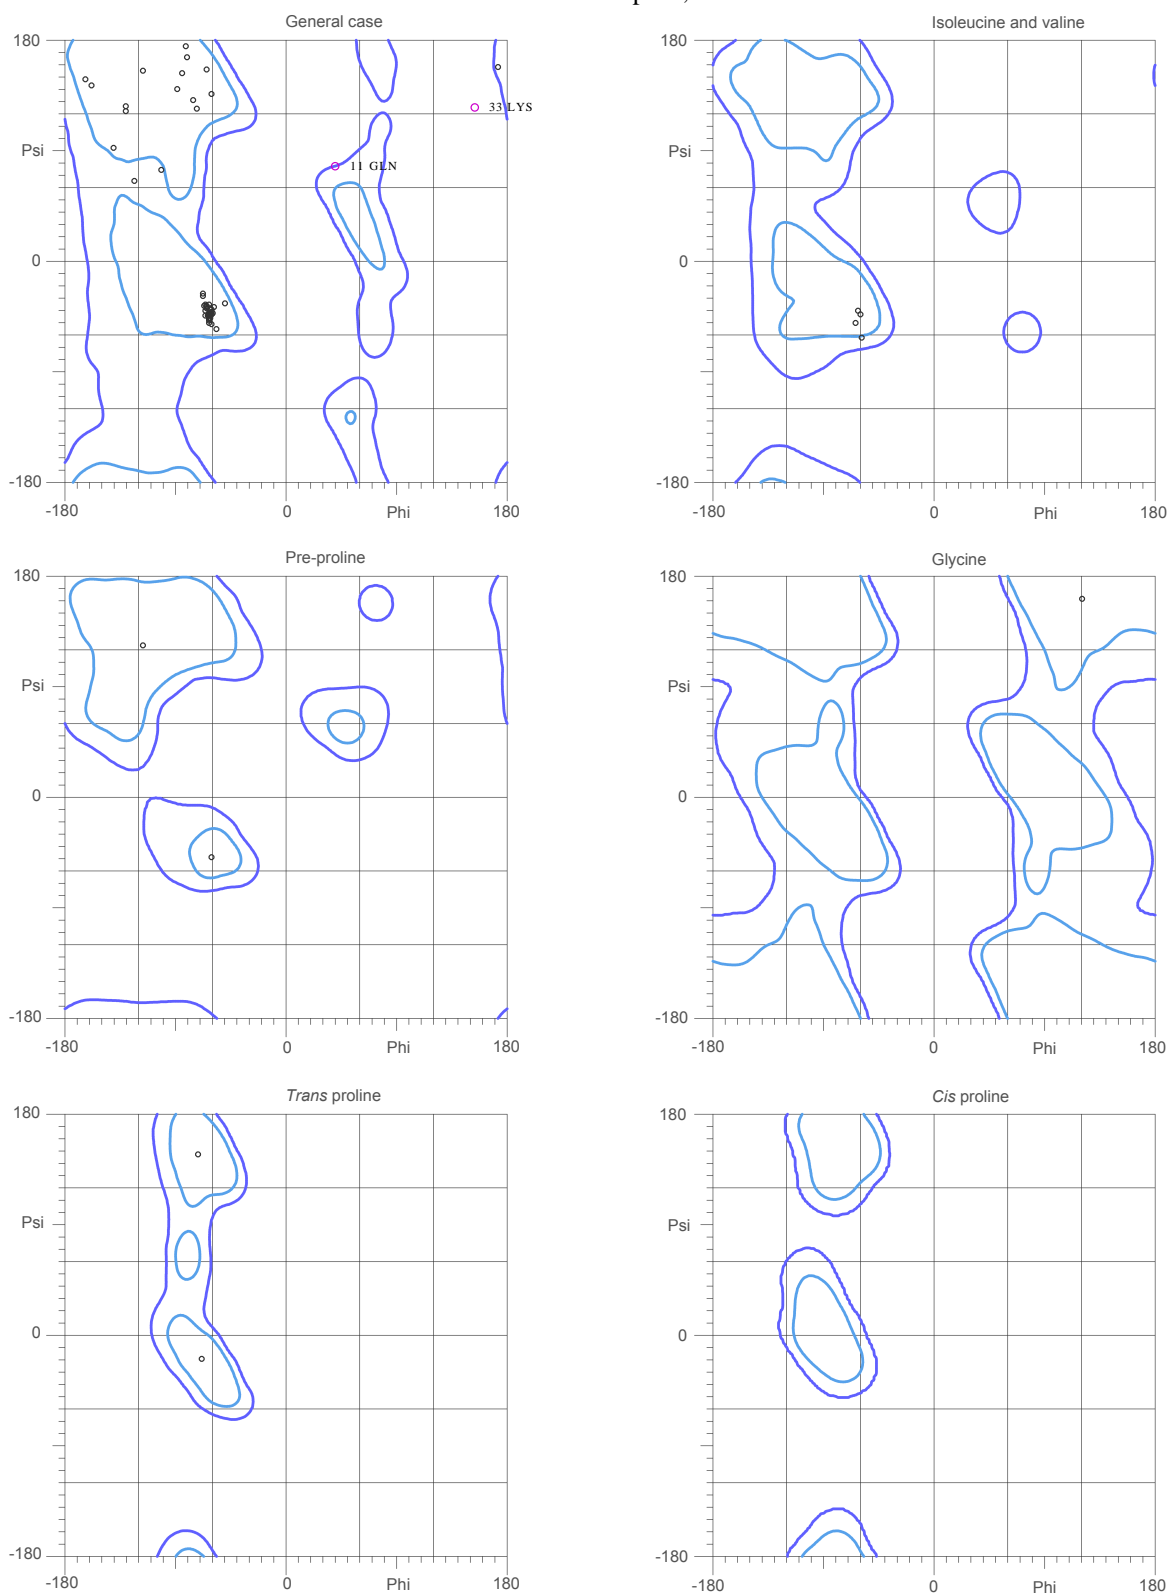 General case
Isoleucine and valine
180
180
33 LYS
Psi
Psi
11 GLN
0
0
-180
-180
-180
0
Phi
180
-180
0
Phi
180
Pre-proline
Glycine
180
180
Psi
Psi
0
0
-180
-180
-180
0
Phi
180
-180
0
Phi
180
Trans proline
Cis proline
180
180
Psi
Psi
0
0
-180
-180
-180
0
Phi
180
-180
0
Phi
180